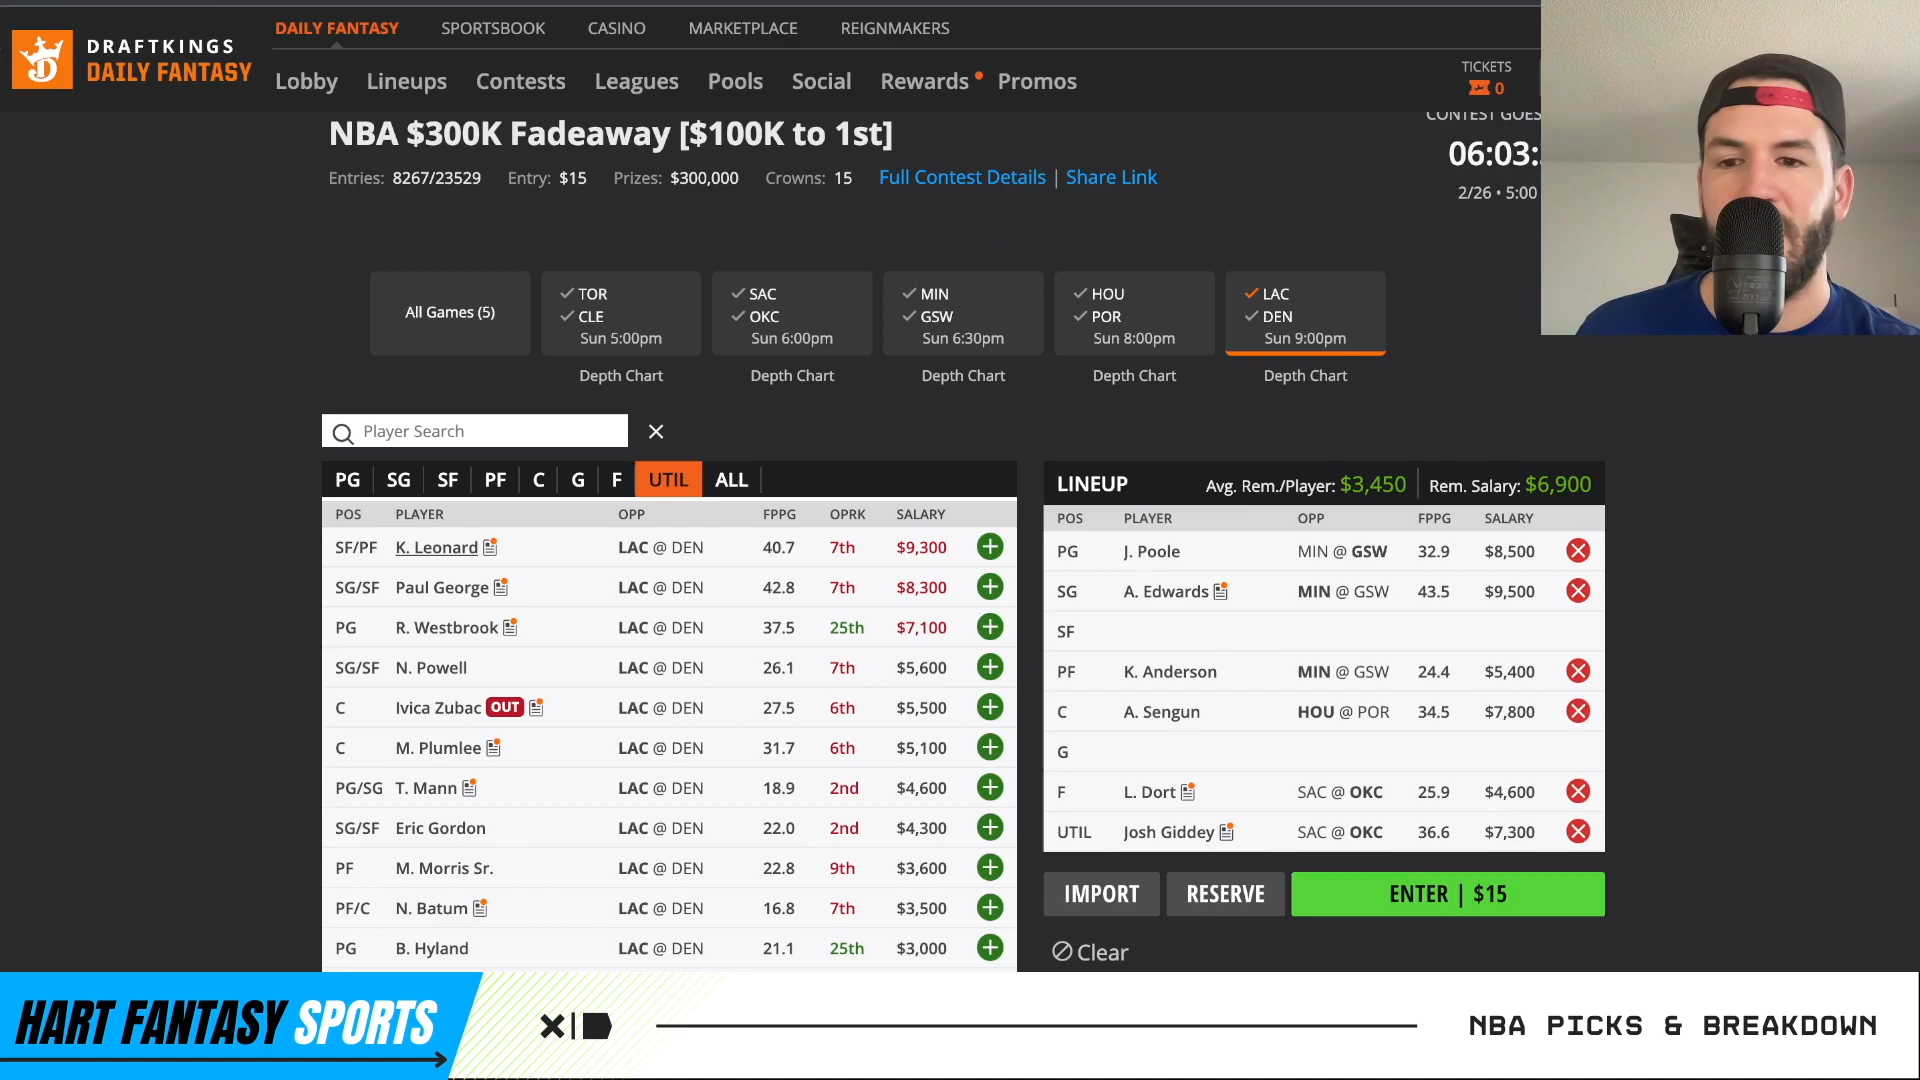 DRAFTKINGS
DAILY FANTASY
DAILY FANTASY SPORTSBOOK CASINO MARKETPLACE REIGNMAKERS
Lobby Lineups Contests Leagues Pools Social Rewards Promos
TICKETS
0
NBA $300K Fadeaway [$100K to 1st]
Entries: 8267/23529 Entry: $15 Prizes: $300,000 Crowns: 15 Full Contest Details | Share Link
CONTEST GOES
06:03:
2/26 • 5:00
All Games (5)
TOR
CLE
Sun 5:00pm
Depth Chart
SAC
OKC
Sun 6:00pm
Depth Chart
MIN
GSW
Sun 6:30pm
Depth Chart
HOU
POR
Sun 8:00pm
Depth Chart
LAC
DEN
Sun 9:00pm
Depth Chart
Player Search
PG SG SF PF C G F UTIL ALL
POS PLAYER OPP FPPG OPRK SALARY
SF/PF K. Leonard LAC @ DEN 40.7 7th $9,300
SG/SF Paul George LAC @ DEN 42.8 7th $8,300
PG R. Westbrook LAC @ DEN 37.5 25th $7,100
SG/SF N. Powell LAC @ DEN 26.1 7th $5,600
C Ivica Zubac OUT LAC @ DEN 27.5 6th $5,500
C M. Plumlee LAC @ DEN 31.7 6th $5,100
PG/SG T. Mann LAC @ DEN 18.9 2nd $4,600
SG/SF Eric Gordon LAC @ DEN 22.0 2nd $4,300
PF M. Morris Sr. LAC @ DEN 22.8 9th $3,600
PF/C N. Batum LAC @ DEN 16.8 7th $3,500
PG B. Hyland LAC @ DEN 21.1 25th $3,000
LINEUP Avg. Rem./Player: $3,450 Rem. Salary: $6,900
POS PLAYER OPP FPPG SALARY
PG J. Poole MIN @ GSW 32.9 $8,500
SG A. Edwards MIN @ GSW 43.5 $9,500
SF
PF K. Anderson MIN @ GSW 24.4 $5,400
C A. Sengun HOU @ POR 34.5 $7,800
G
F L. Dort SAC @ OKC 25.9 $4,600
UTIL Josh Giddey SAC @ OKC 36.6 $7,300
IMPORT RESERVE ENTER | $15
Clear
HART FANTASY SPORTS
NBA PICKS & BREAKDOWN